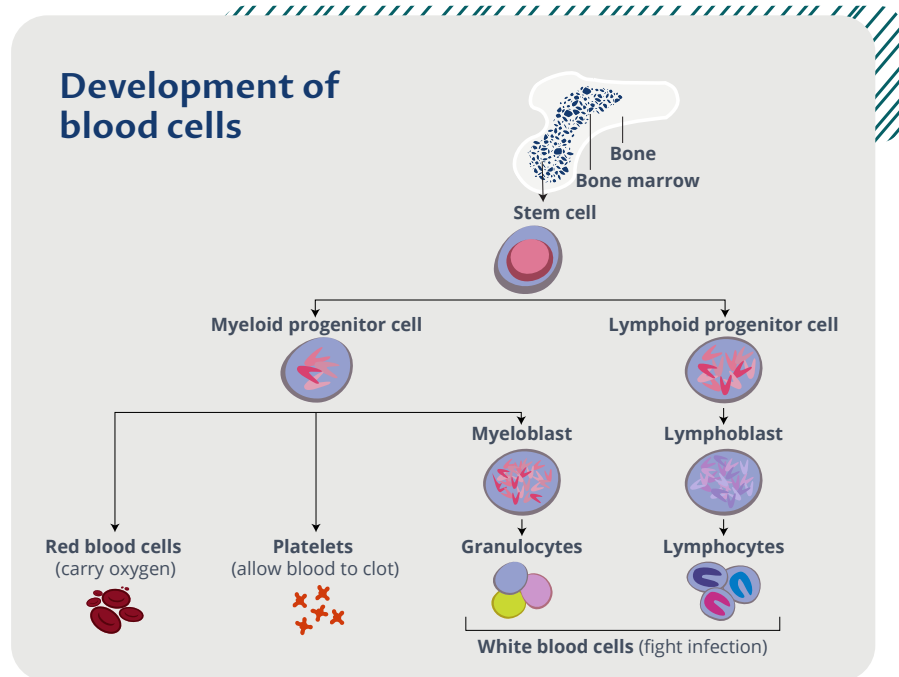 Development of
blood cells
Bone
Bone marrow
Stem cell
Myeloid progenitor cell
Lymphoid progenitor cell
Myeloblast
Lymphoblast
Red blood cells
(carry oxygen)
Platelets
(allow blood to clot)
Granulocytes
Lymphocytes
White blood cells (fight infection)